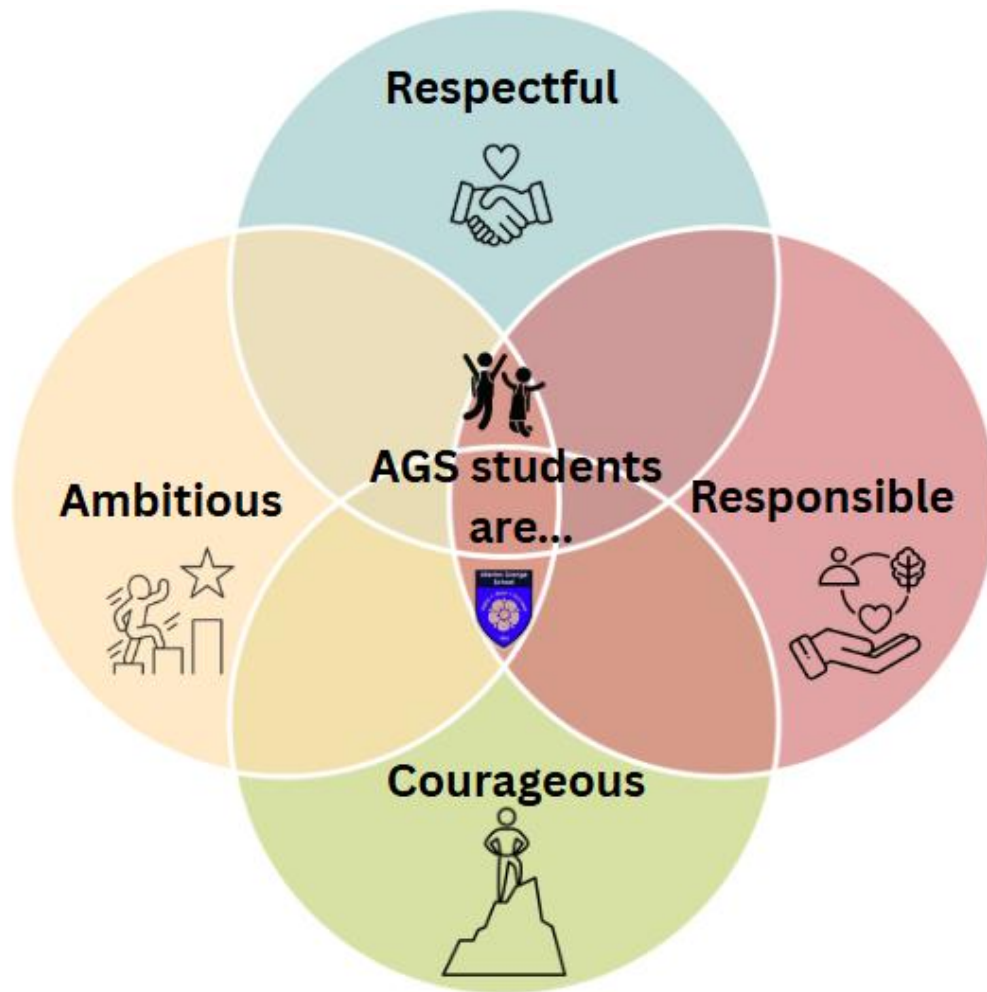 Respectful
AGS students
are...
Ambitious
Responsible
Courageous